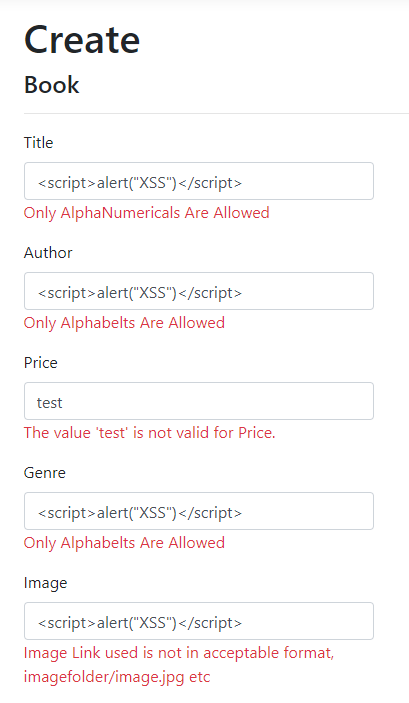 Create
Book
Title
<script>alert("XSS")</script>
Only AlphaNumericals Are Allowed
Author
<script>alert("XSS")</script>
Only Alphabelts Are Allowed
Price
test
The value 'test' is not valid for Price.
Genre
<script>alert("XSS")</script>
Only Alphabelts Are Allowed
Image
<script>alert("XSS")</script>
Image Link used is not in acceptable format,
imagefolder/image.jpg etc